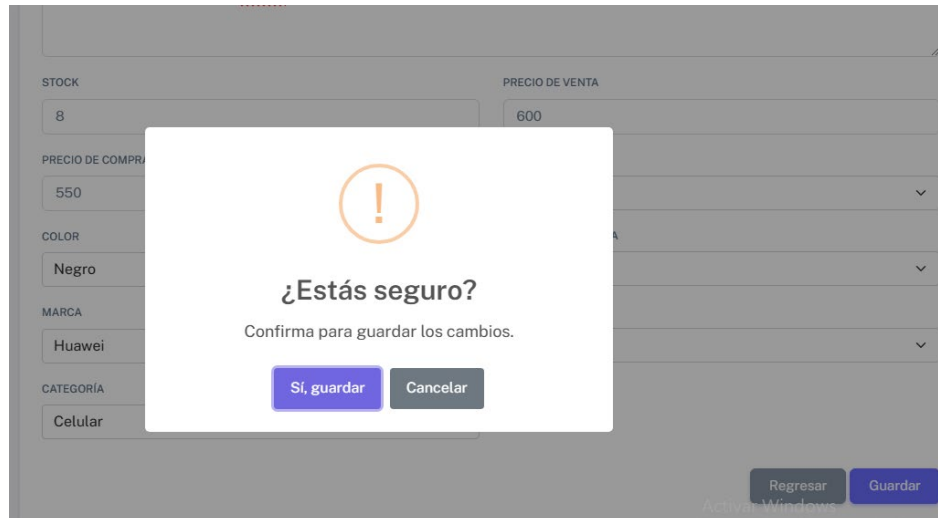 STOCK
PRECIO DE VENTA
8
600
PRECIO DE COMPRA
550
COLOR
Negro
¿Estás seguro?
MARCA
Confirma para guardar los cambios.
Huawei
Sí, guardar
Cancelar
CATEGORÍA
Celular
Regresar
Guardar
Activar Windows